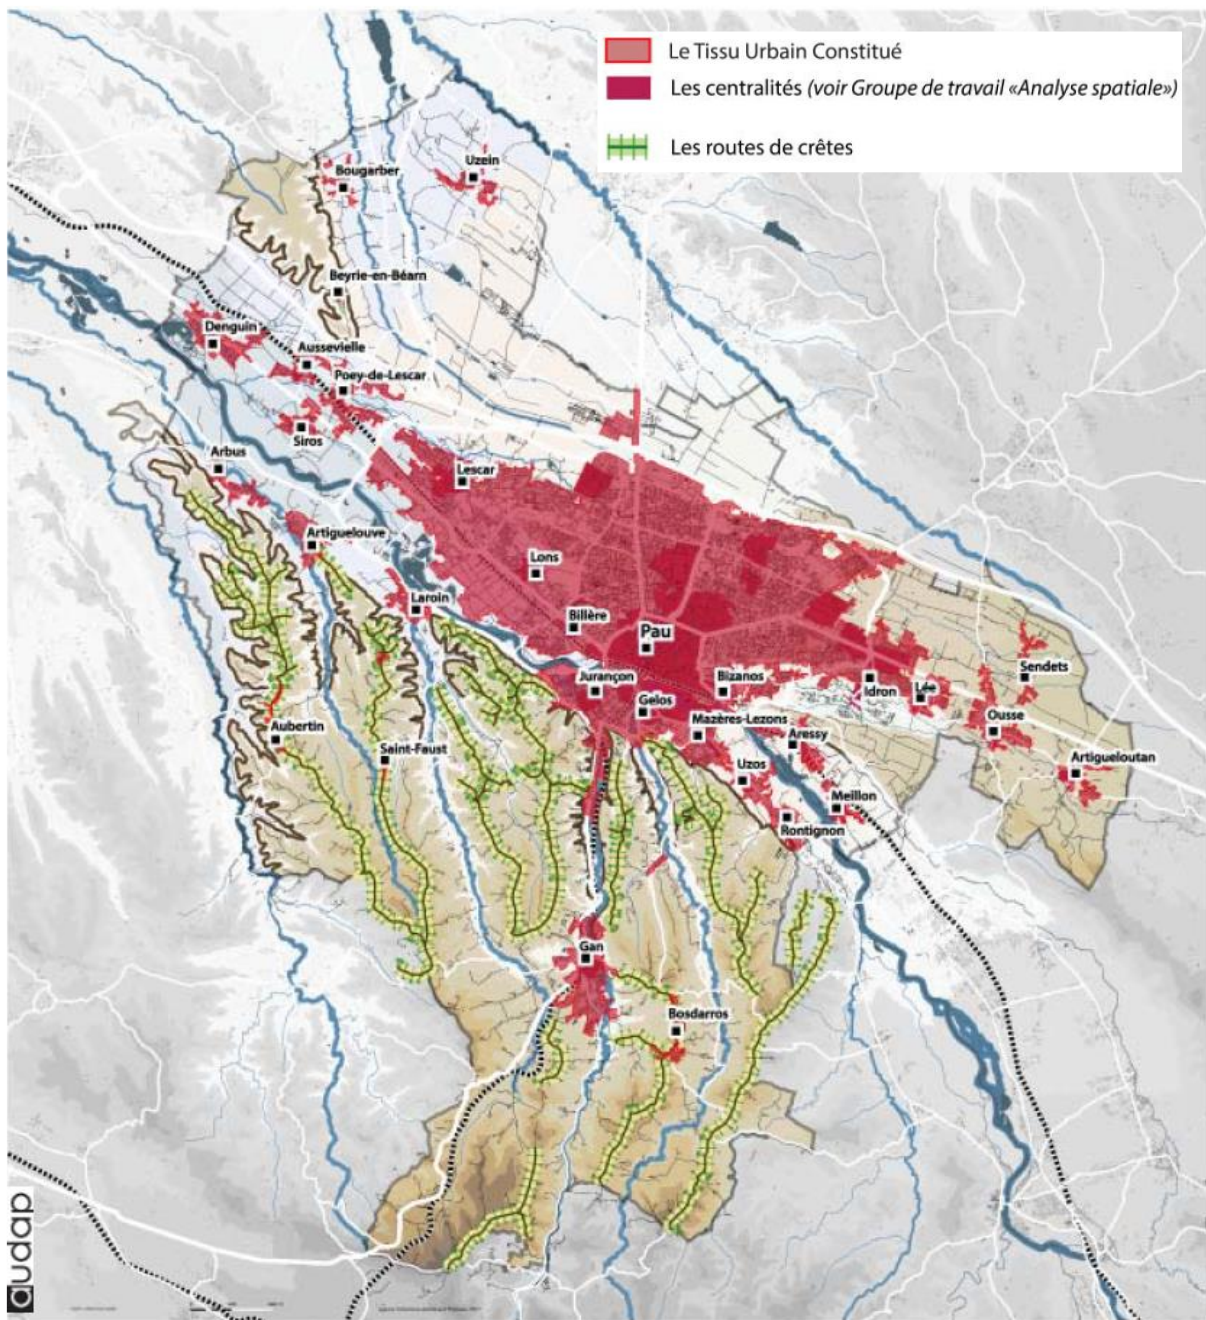 Le Tissu Urbain Constitué
Les centralités (voir Groupe de travail «Analyse spatiale»)
Les routes de crêtes
Uzein
Bougarber
Beyrie-en-Béarn
Denguin
Aussevielle
Poey-de-Lescar
Siros
Arbus
Lescar
Artiguelouve
Lons
Laroin
Billère
Pau
Sendets
Jurançon
Bizanos
Idron
Lée
Gelos
Ousse
Mazères-Lezons
Aressy
Aubertin
Saint-Faust
Uzos
Artigueloutan
Meillon
Rontignon
Gan
Bosdarros
audap